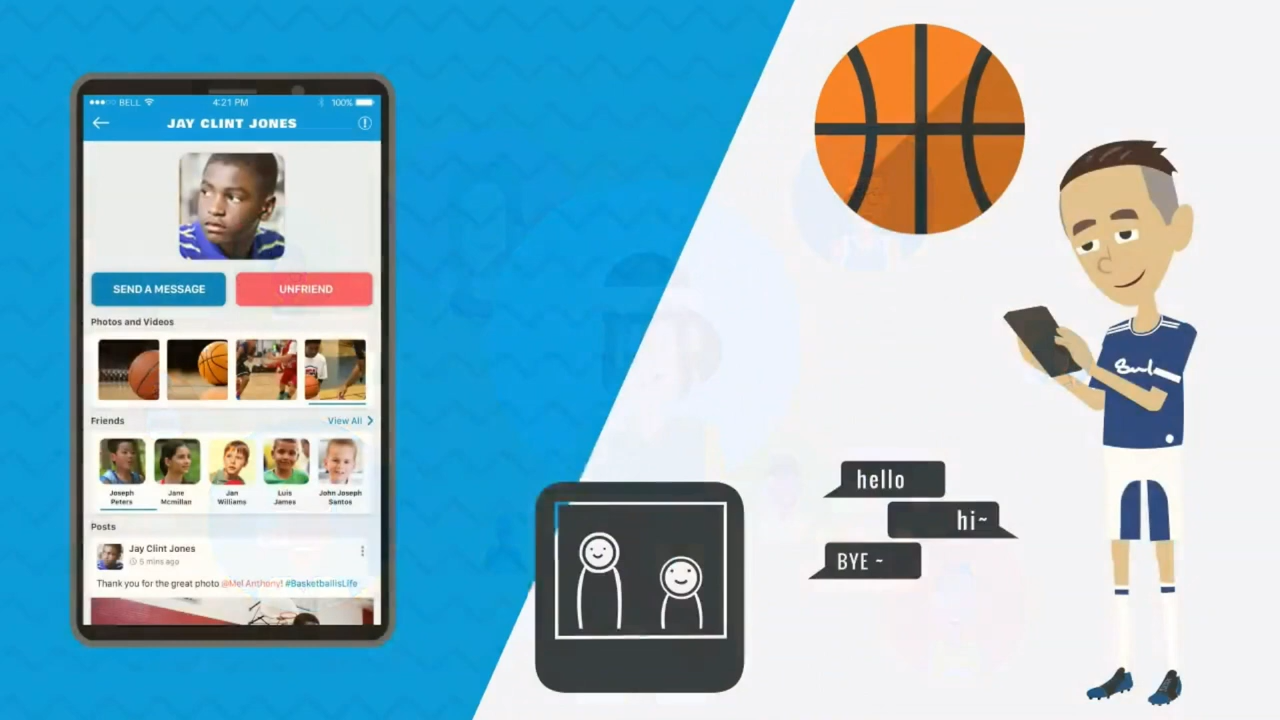 BELL 4:21 PM 100%
JAY CLINT JONES
SEND A MESSAGE UNFRIEND
Photos and Videos
Friends View All
Joseph Peters
Jane Mcmillan
Jan Williams
Luis James
John Joseph Santos
Posts
Jay Clint Jones
5 mins ago
Thank you for the great photo @Mel Anthony! #BasketballisLife
hello
hi~
BYE ~